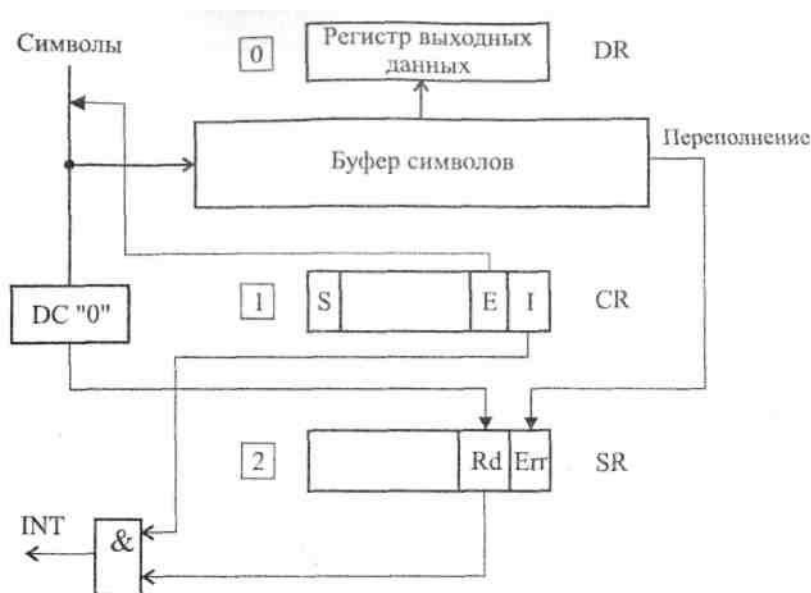 Символы
0
Регистр выходных
данных
DR
Буфер символов
Переполнение
DC "0"
1
S
E
I
CR
2
Rd
Err
SR
INT
&